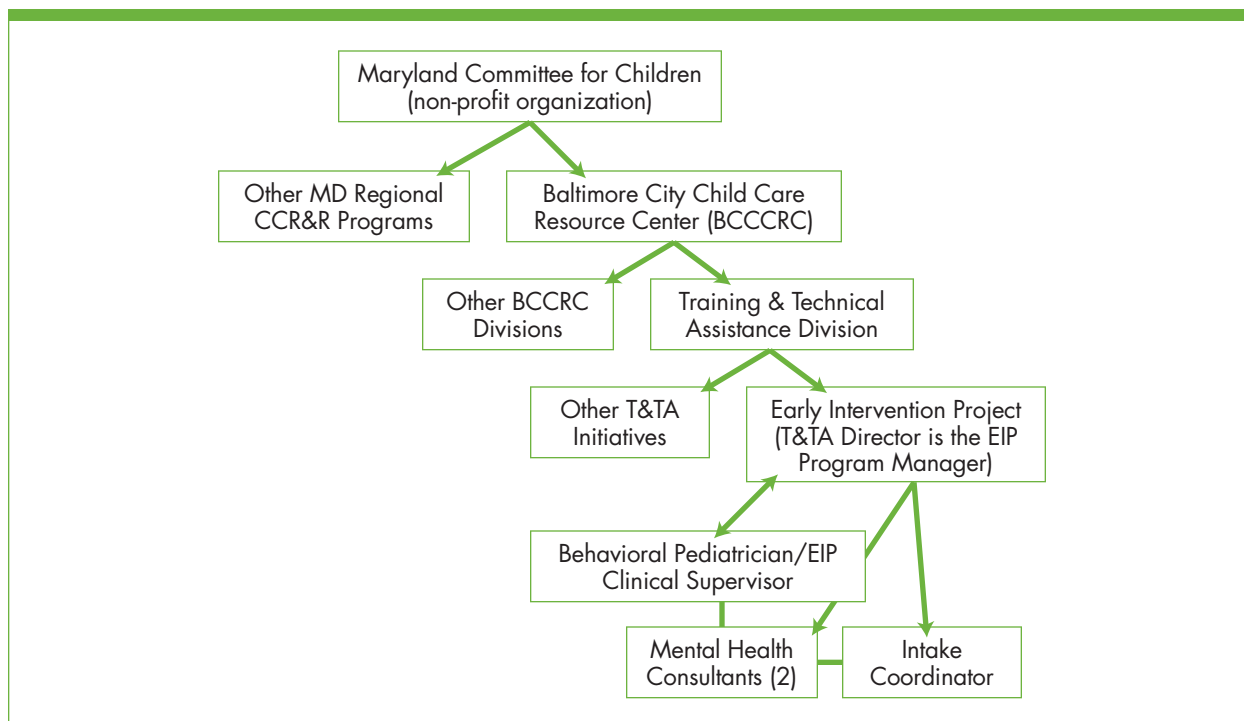 Maryland Committee for Children
(non-profit organization)
Other MD Regional
CCR&R Programs
Baltimore City Child Care
Resource Center (BCCCRC)
Other BCCRC
Divisions
Training & Technical
Assistance Division
Other T&TA
Initiatives
Early Intervention Project
(T&TA Director is the EIP
Program Manager)
Behavioral Pediatrician/EIP
Clinical Supervisor
Mental Health
Consultants (2)
Intake
Coordinator